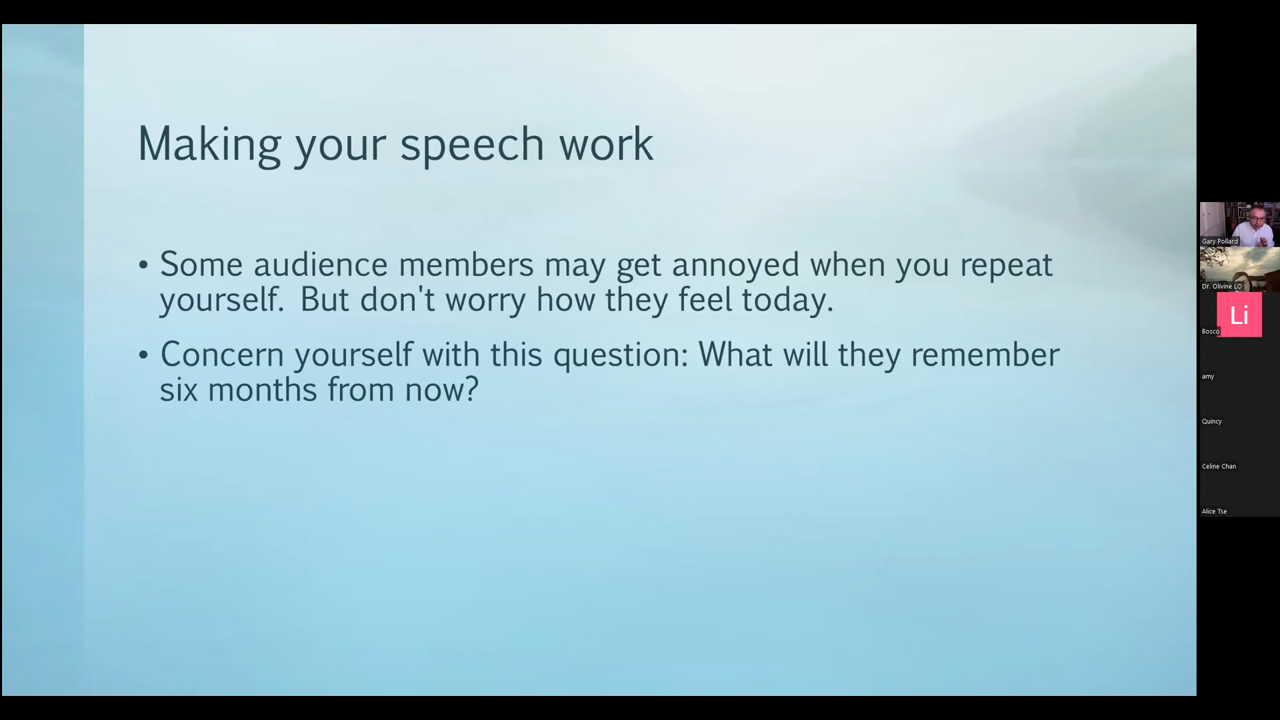 Making your speech work
• Some audience members may get annoyed when you repeat
yourself. But don't worry how they feel today.
• Concern yourself with this question: What will they remember
six months from now?
Gary Pollard
Dr. Olivine LO
Li
Bosco
amy
Quincy
Celine Chan
Alice Tse